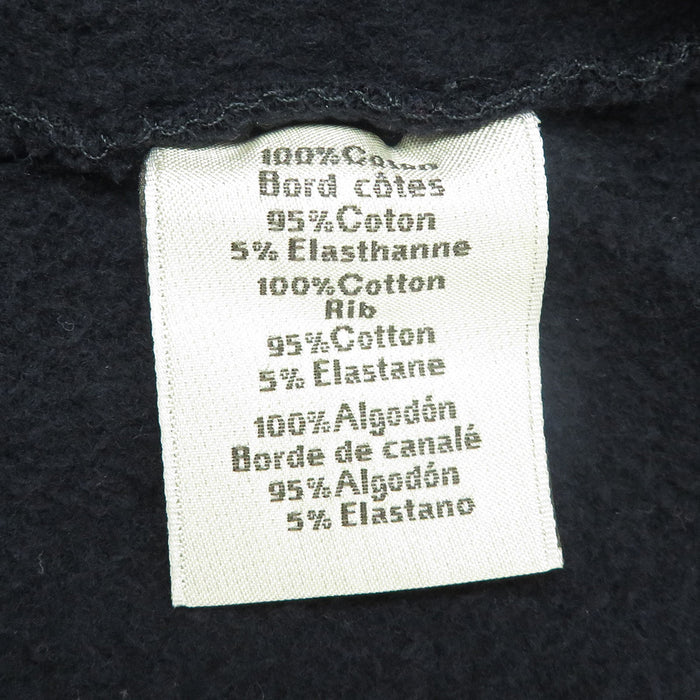 100% Coton
Bord côtes
95% Coton
5% Elasthanne
100% Cotton
Rib
95% Cotton
5% Elastane
100% Algodón
Borde de canalé
95% Algodón
5% Elastano